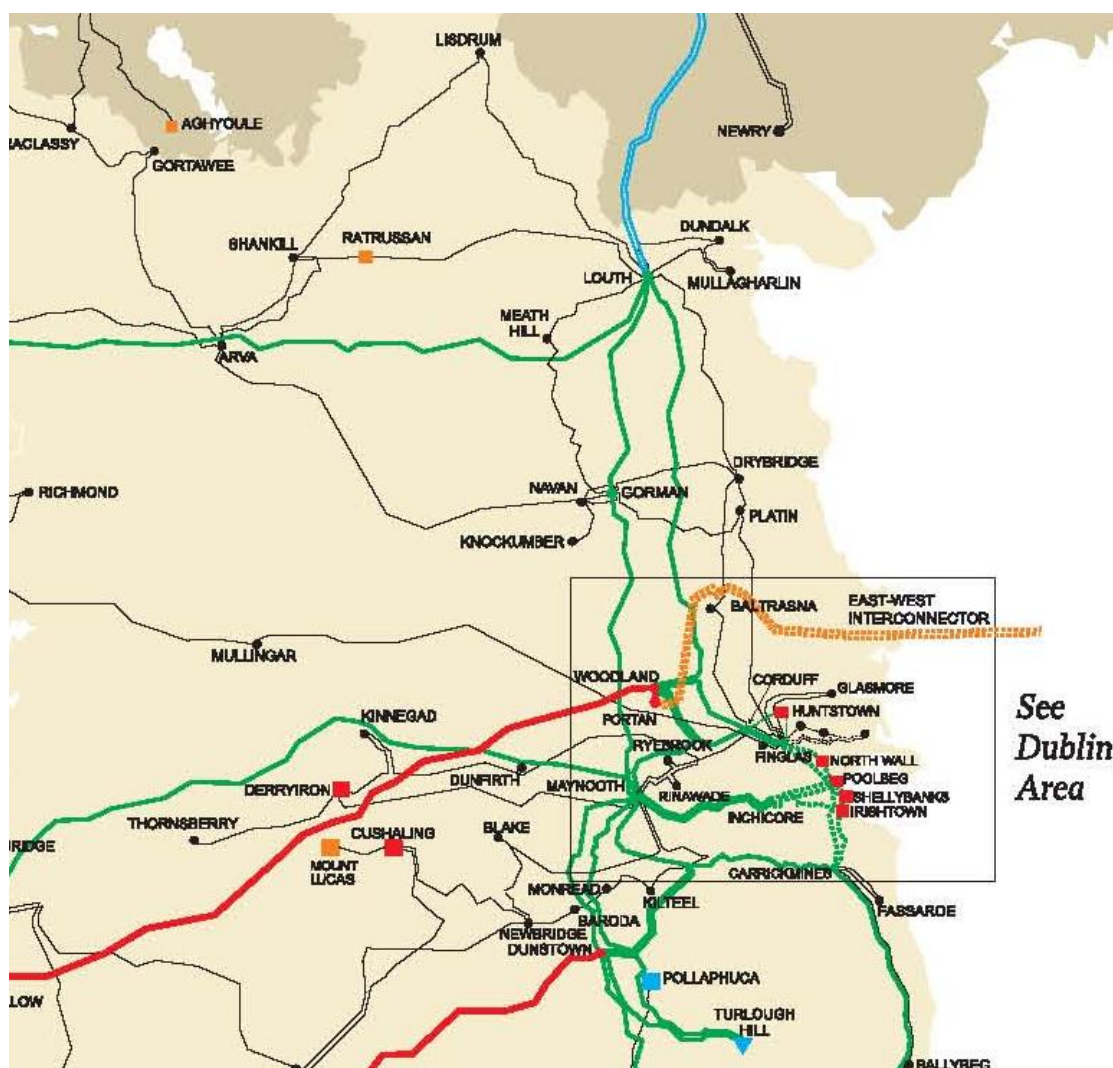 LISDRUM
NEWRY
AGHYOULE
RACLASSY
GORTAWEE
DUNDALK
SHANKILL
RATRUSSAN
LOUTH
MULLAGHARLIN
MEATH
HILL
ARVA
DRYBRIDGE
RICHMOND
NAVAN
GORMAN
PLATIN
KNOCKUMBER
BALTRASNA
EAST-WEST
INTERCONNECTOR
MULLINGAR
WOODLAND
CORDUFF
GLASMORE
PORTAN
HUNTSTOWN
KINNEGAD
RYEBROOK
FINGLAS
NORTH WALL
DUNFIRTH
MAYNOOTH
POOLBEG
DERRYIRON
RINAWADE
SHELLYBANKS
INCHICORE
IRISHTOWN
THORNSBERRY
CUSHALING
BLAKE
BRIDGE
MOUNT
LUCAS
CARRICKMINES
MONREAD
KILTEEL
FASSAROE
BARODA
NEWBRIDGE
DUNSTOWN
POLLAPHUCA
LLOW
TURLOUGH
HILL
BALLYBEG
See
Dublin
Area